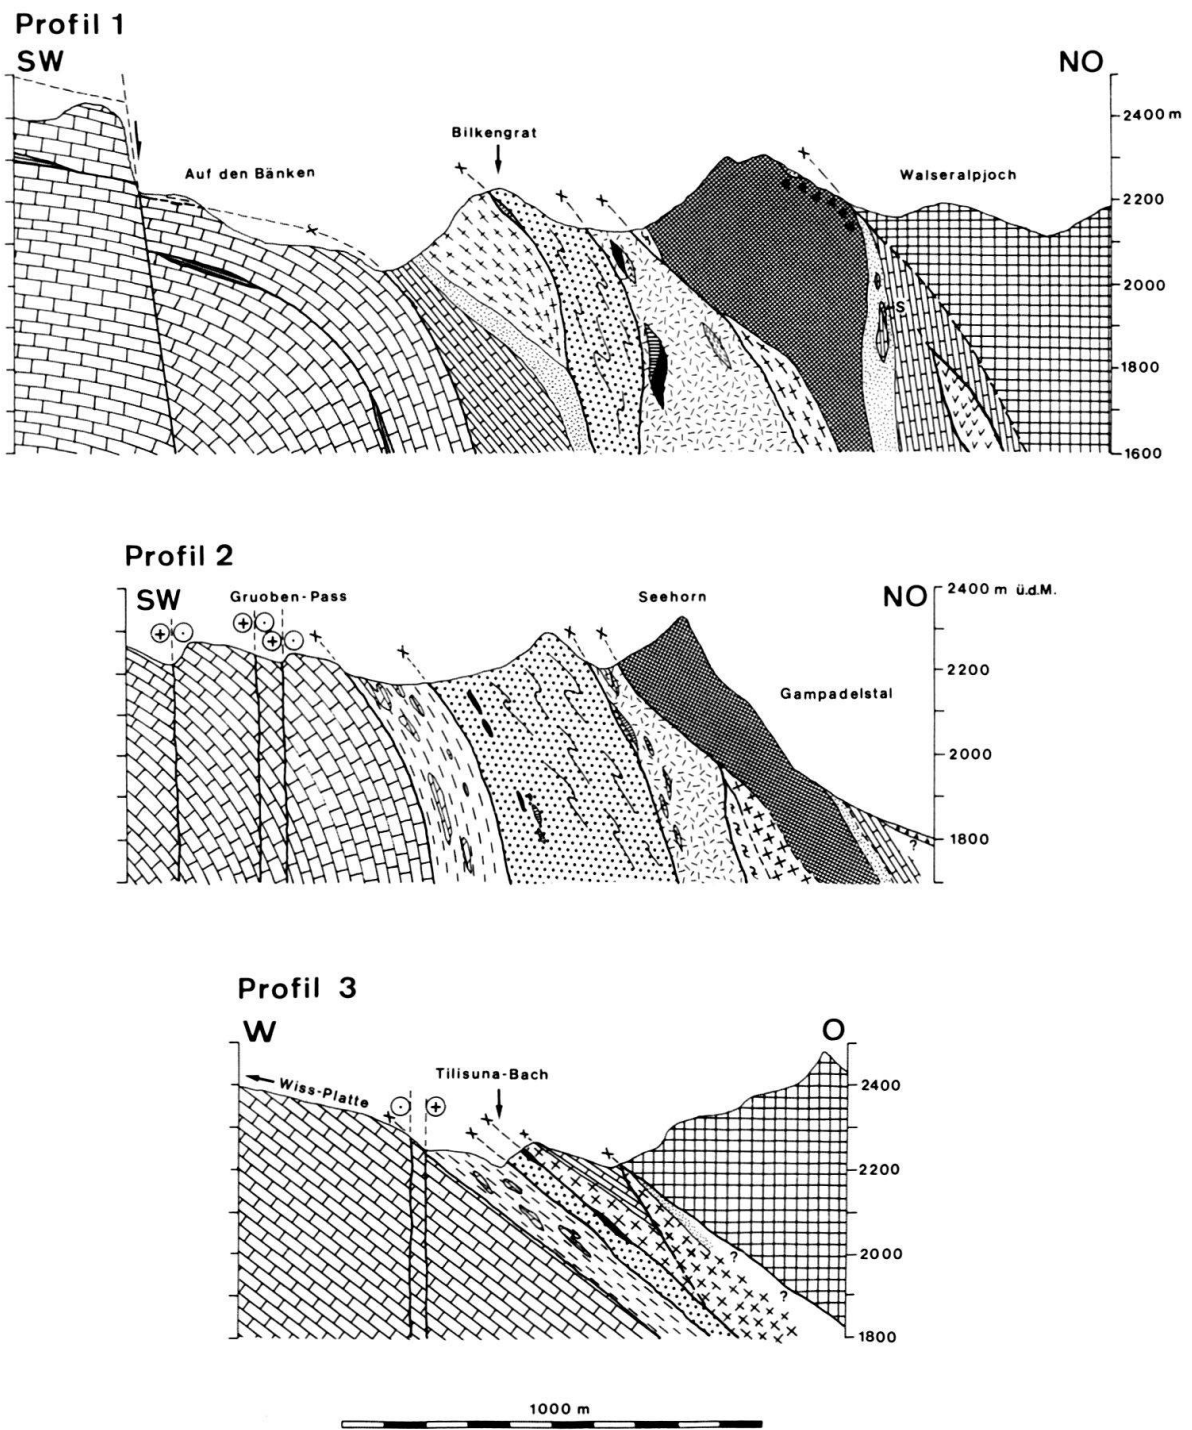 Profil 1
SW
NO
2400 m
Bilkengrat
Auf den Bänken
Walseralpjoch
2200
2000
S
1800
1600
Profil 2
SW
Gruoben-Pass
Seehorn
NO
2400 m ü.d.M.
2200
Gampadelstal
2000
1800
?
Profil 3
W
O
Tilisuna-Bach
Wiss-Platte
2400
2200
2000
?
?
1800
1000 m